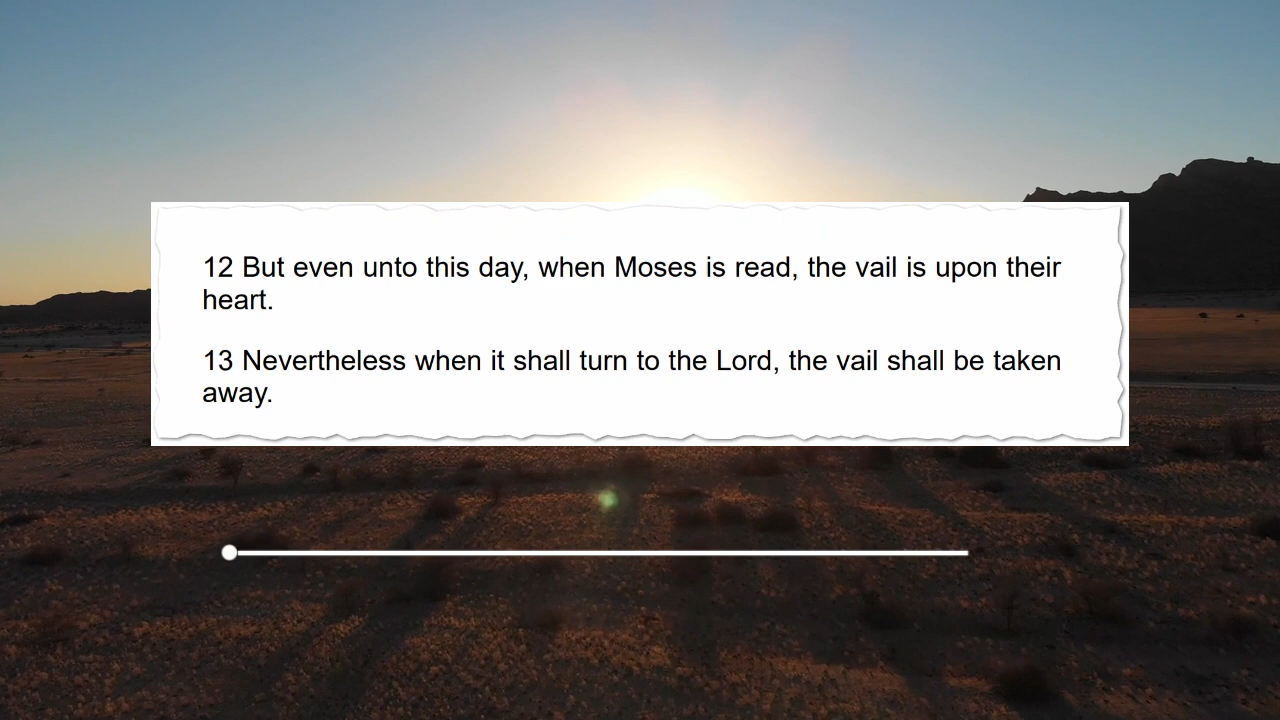 12 But even unto this day, when Moses is read, the vail is upon their
heart.
13 Nevertheless when it shall turn to the Lord, the vail shall be taken
away.